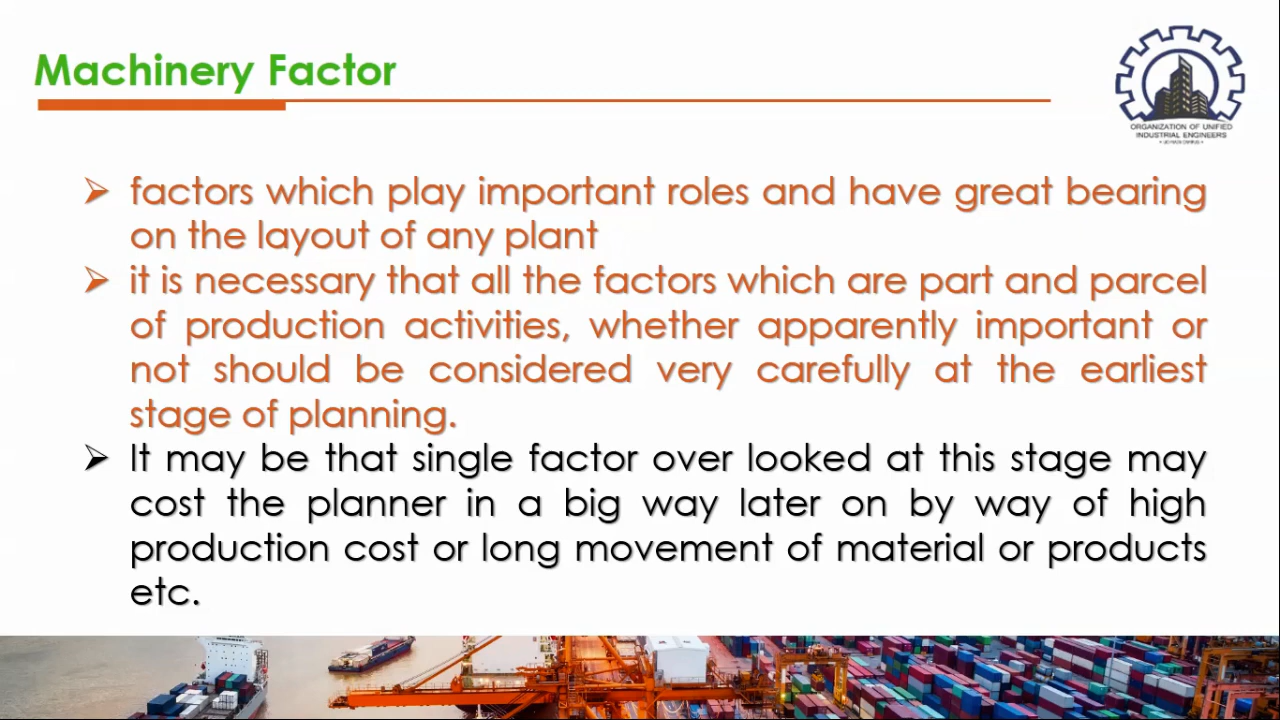 Machinery Factor
ORGANIZATION OF UNIFIED
INDUSTRIAL ENGINEERS
➢ factors which play important roles and have great bearing
on the layout of any plant
➢ it is necessary that all the factors which are part and parcel
of production activities, whether apparently important or
not should be considered very carefully at the earliest
stage of planning.
➢ It may be that single factor over looked at this stage may
cost the planner in a big way later on by way of high
production cost or long movement of material or products
etc.